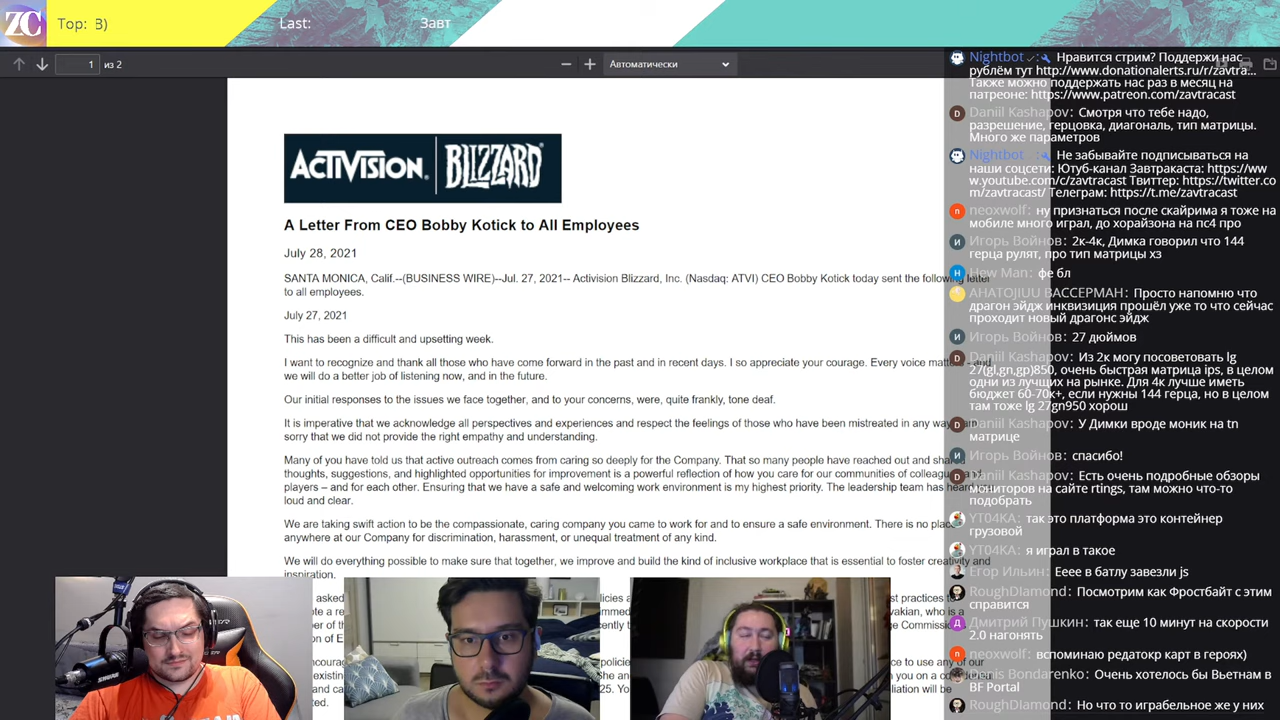 ZC
Top: B)
Last:
Завт
1 из 2
Автоматически
ACTIVISION. BLIZZARD
A Letter From CEO Bobby Kotick to All Employees
July 28, 2021
SANTA MONICA, Calif.--(BUSINESS WIRE)--Jul. 27, 2021-- Activision Blizzard, Inc. (Nasdaq: ATVI) CEO Bobby Kotick today sent the following letter
to all employees.
July 27, 2021
This has been a difficult and upsetting week.
I want to recognize and thank all those who have come forward in the past and in recent days. I so appreciate your courage. Every voice matters - and
we will do a better job of listening now, and in the future.
Our initial responses to the issues we face together, and to your concerns, were, quite frankly, tone deaf.
It is imperative that we acknowledge all perspectives and experiences and respect the feelings of those who have been mistreated in any way
sorry that we did not provide the right empathy and understanding.
Many of you have told us that active outreach comes from caring so deeply for the Company. That so many people have reached out and
thoughts, suggestions, and highlighted opportunities for improvement is a powerful reflection of how you care for our communities of
players – and for each other. Ensuring that we have a safe and welcoming work environment is my highest priority. The leadership team has
loud and clear.
We are taking swift action to be the compassionate, caring company you came to work for and to ensure a safe environment. There is no place
anywhere at our Company for discrimination, harassment, or unequal treatment of any kind.
We will do everything possible to make sure that together, we improve and build the kind of inclusive workplace that is essential to foster creativity and
inspiration.
Nightbot : Нравится стрим? Поддержи нас
рублём тут http://www.donationalerts.ru/r/zavtra...
Также можно поддержать нас раз в месяц на
патреоне: https://www.patreon.com/zavtracast
Daniil Kashapov: Смотря что тебе надо,
разрешение, герцовка, диагональ, тип матрицы.
Много же параметров
Nightbot : Не забывайте подписываться на
наши соцсети: Ютуб-канал Завтракаста: https://ww
w.youtube.com/c/zavtracast Твиттер: https://twitter.co
m/zavtracast/ Телеграм: https://t.me/zavtracast
neoxwolf: ну признаться после скайрима я тоже на
мобиле много играл, до хорайзона на пс4 про
Игорь Войнов: 2к-4к, Димка говорил что 144
герца рулят, про тип матрицы хз
Hew Man: фе бл
AHATOJIUU BACCEPMAH: Просто напомню что
драгон эйдж инквизиция прошёл уже то что сейчас
проходит новый драгонс эйдж
Игорь Войнов: 27 дюймов
Daniil Kashapov: Из 2к могу посоветовать lg
27(gl,gn,gp)850, очень быстрая матрица ips, в целом
одни из лучших на рынке. Для 4к лучше иметь
бюджет 60-70к+, если нужны 144 герца, но в целом
там тоже lg 27gn950 хорош
Daniil Kashapov: У Димки вроде моник на tn
матрице
Игорь Войнов: спасибо!
Daniil Kashapov: Есть очень подробные обзоры
мониторов на сайте rtings, там можно что-то
подобрать
YT04KA: так это платформа это контейнер
грузовой
YT04KA: я играл в такое
Егор Ильин: Ееее в батлу завезли js
RoughDIamond: Посмотрим как Фростбайт с этим
справится
Дмитрий Пушкин: так еще 10 минут на скорости
2.0 нагонять
neoxwolf: вспоминаю редатокр карт в героях)
Denis Bondarenko: Очень хотелось бы Вьетнам в
BF Portal
RoughDIamond: Но что то играбельное же у них